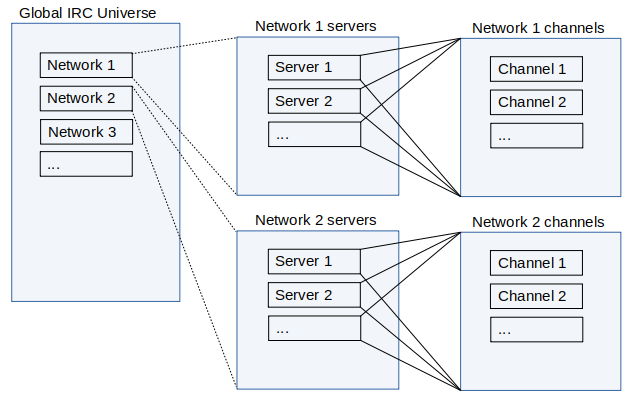 Global IRC Universe
Network 1
Network 2
Network 3
...
Network 1 servers
Server 1
Server 2
...
Network 1 channels
Channel 1
Channel 2
...
Network 2 servers
Server 1
Server 2
...
Network 2 channels
Channel 1
Channel 2
...